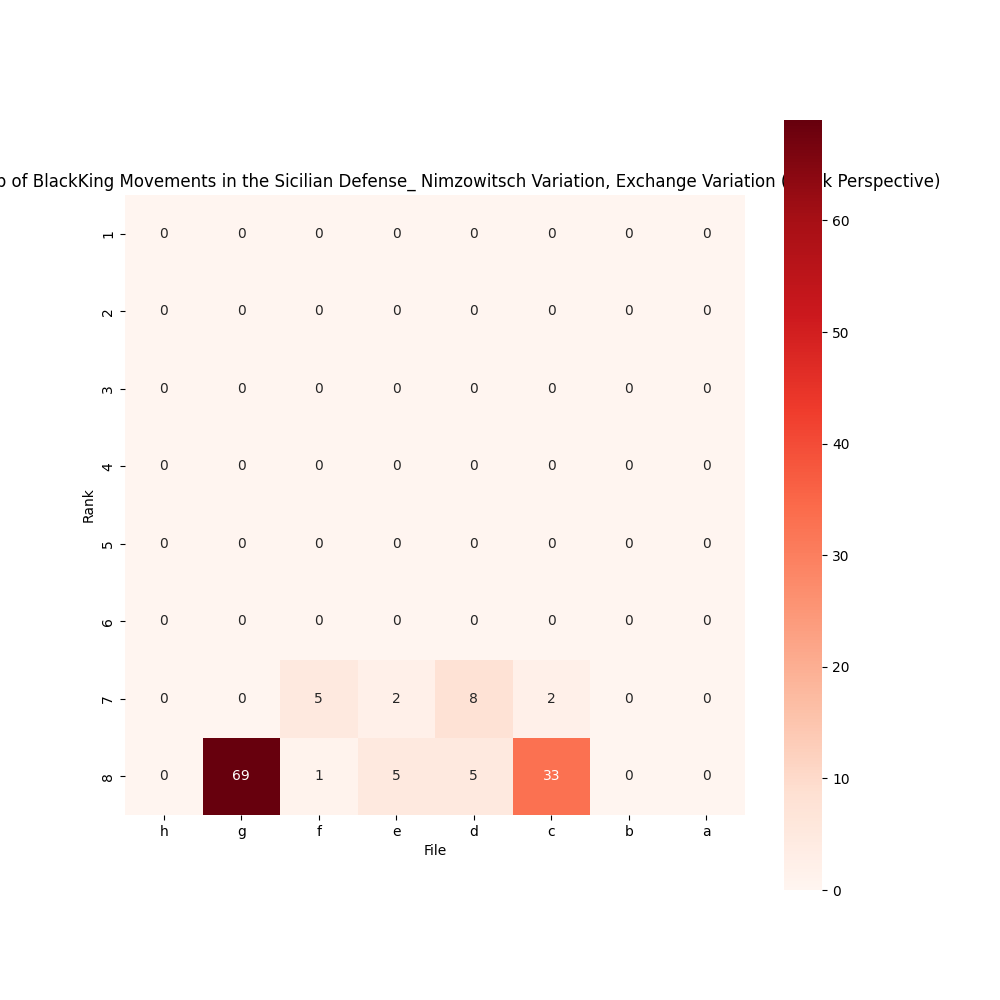 of BlackKing Movements in the Sicilian Defense_ Nimzowitsch Variation, Exchange Variation (k Perspective)
1 0 0 0 0 0 0 0 0
2 0 0 0 0 0 0 0 0
3 0 0 0 0 0 0 0 0
4 0 0 0 0 0 0 0 0
Rank
5 0 0 0 0 0 0 0 0
6 0 0 0 0 0 0 0 0
7 0 0 5 2 8 2 0 0
8 0 69 1 5 5 33 0 0
h g f e d c b a
File
60
50
40
30
20
10
0